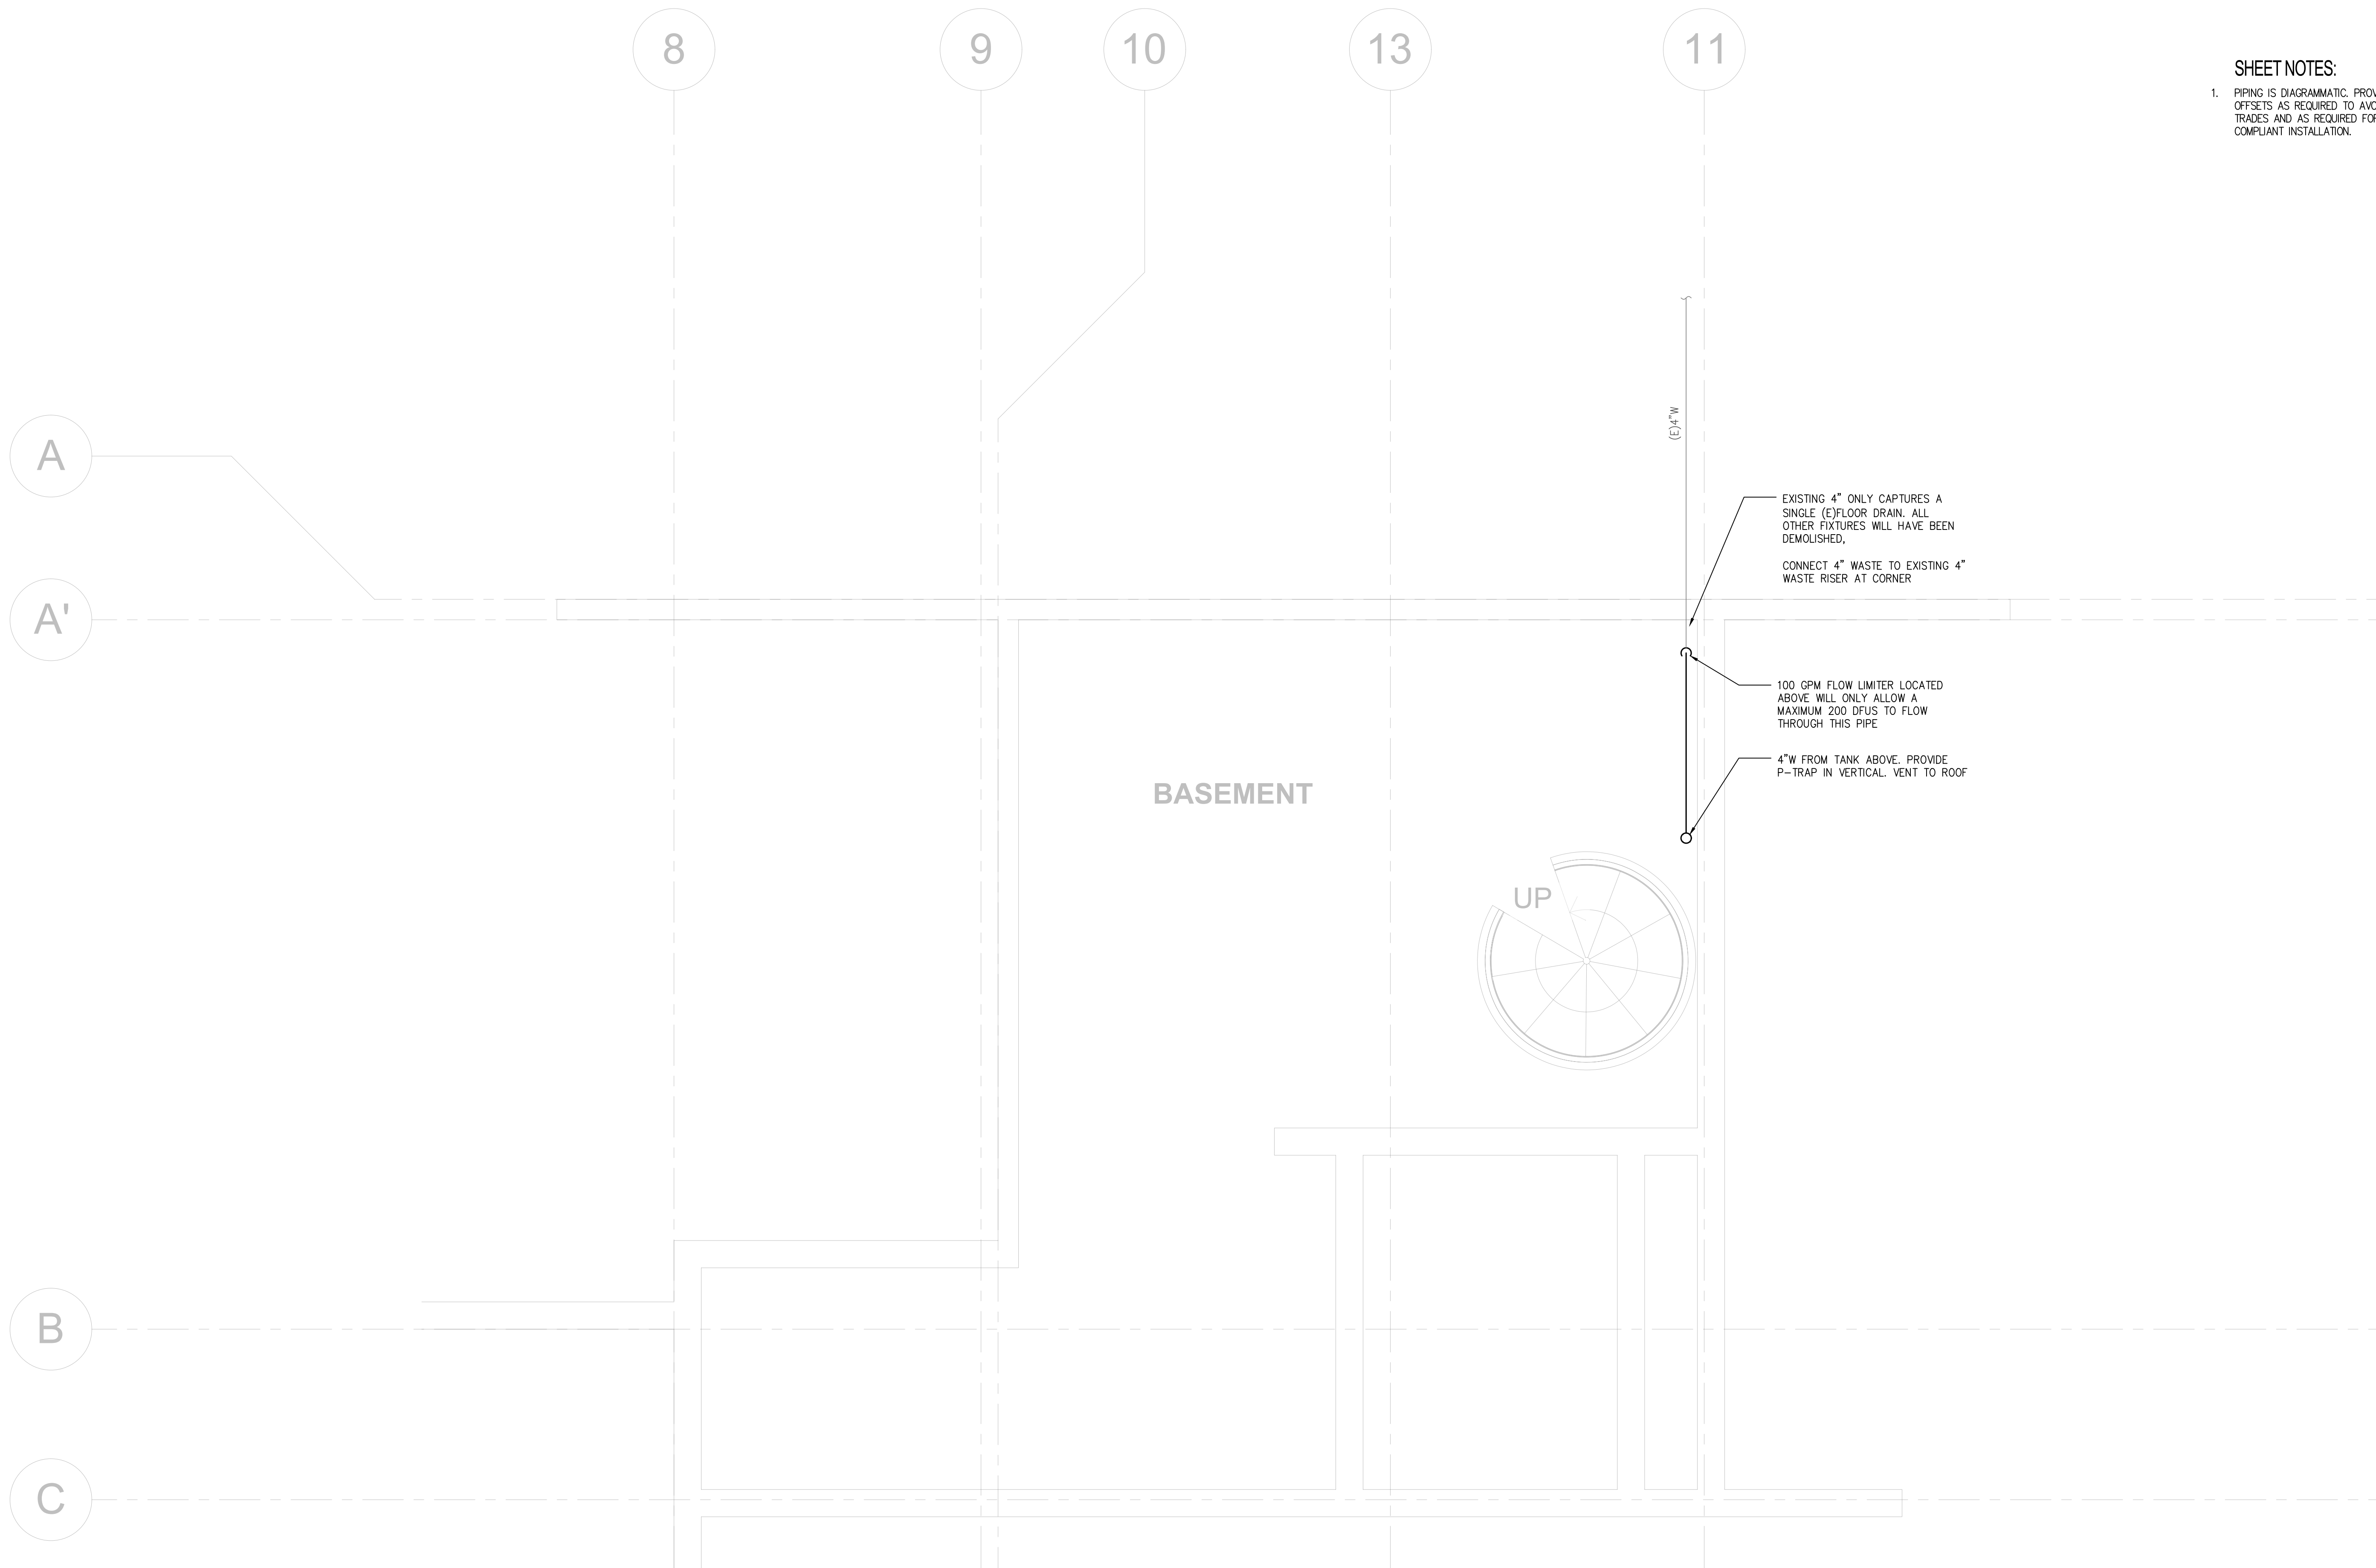 8
9
10
13
11
SHEET NOTES:
1. PIPING IS DIAGRAMMATIC.
OFFSETS AS REQUIRED TO
TRADES AND AS REQUIRED
COMPLIANT INSTALLATION.
(E)4"W
A
EXISTING 4" ONLY CAPTURES A
SINGLE (E)FLOOR DRAIN. ALL
OTHER FIXTURES WILL HAVE BEEN
DEMOLISHED,
CONNECT 4" WASTE TO EXISTING 4"
WASTE RISER AT CORNER
A'
100 GPM FLOW LIMITER LOCATED
ABOVE WILL ONLY ALLOW A
MAXIMUM 200 DFUS TO FLOW
THROUGH THIS PIPE
4"W FROM TANK ABOVE. PROVIDE
P-TRAP IN VERTICAL. VENT TO ROOF
BASEMENT
UP
B
C